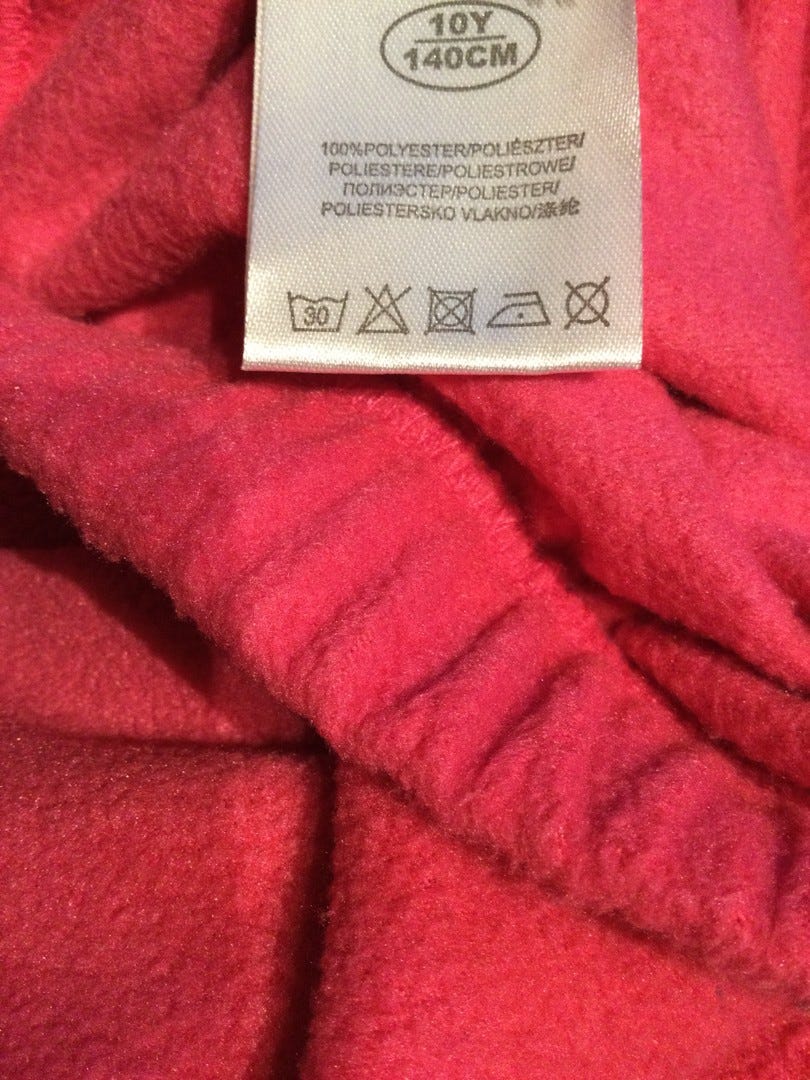 10Y
140CM
100%POLYESTER/POLIÉSZTER/
POLIESTERE/POLIESTROWE/
ПОЛИЭСТЕР/POLIESTER/
POLIESTERSKO VLAKNO/涤纶
30